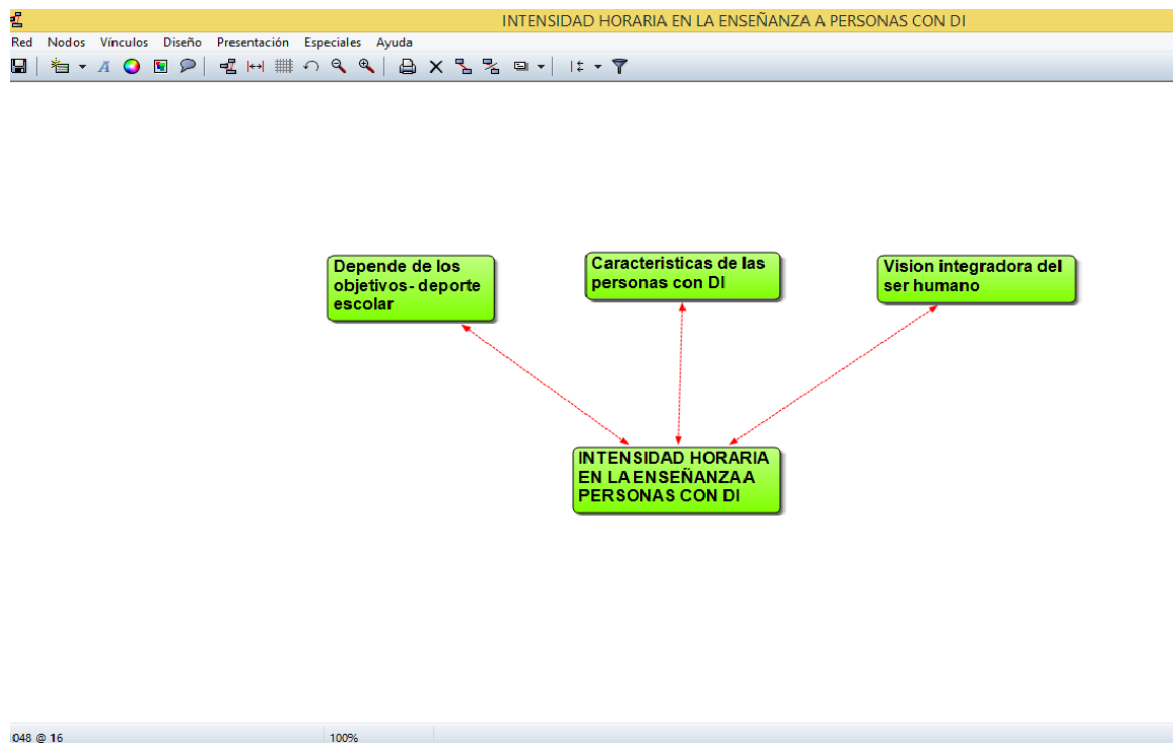 INTENSIDAD HORARIA EN LA ENSEÑANZA A PERSONAS CON DI
Red Nodos Vínculos Diseño Presentación Especiales Ayuda
Depende de los
objetivos- deporte
escolar
Caracteristicas de las
personas con DI
Vision integradora del
ser humano
INTENSIDAD HORARIA
EN LA ENSEÑANZA A
PERSONAS CON DI
048 @ 16 100%